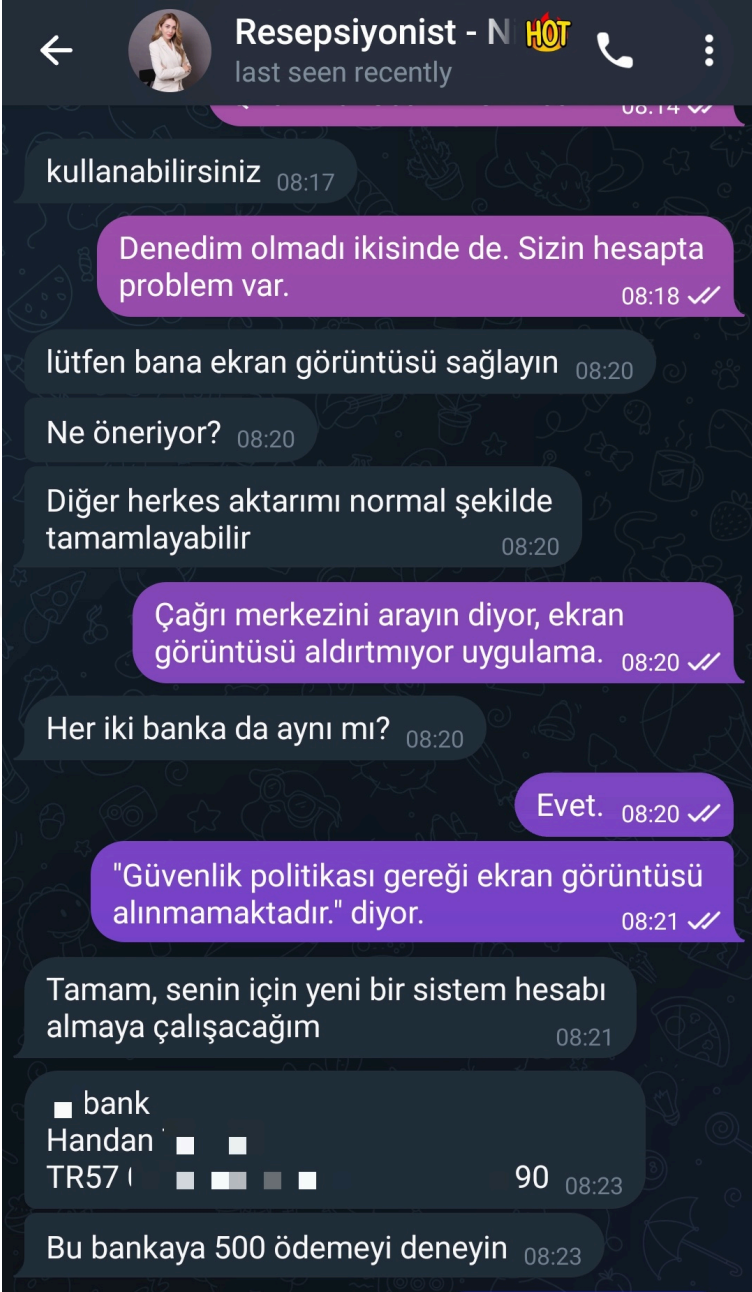 Resepsiyonist - N HOT
last seen recently
08:14
kullanabilirsiniz 08:17
Denedim olmadı ikisinde de. Sizin hesapta
problem var. 08:18
lütfen bana ekran görüntüsü sağlayın 08:20
Ne öneriyor? 08:20
Diğer herkes aktarımı normal şekilde
tamamlayabilir 08:20
Çağrı merkezini arayın diyor, ekran
görüntüsü aldırtmıyor uygulama. 08:20
Her iki banka da aynı mı? 08:20
Evet. 08:20
"Güvenlik politikası gereği ekran görüntüsü
alınmamaktadır." diyor. 08:21
Tamam, senin için yeni bir sistem hesabı
almaya çalışacağım 08:21
bank
Handan
TR57 90 08:23
Bu bankaya 500 ödemeyi deneyin 08:23